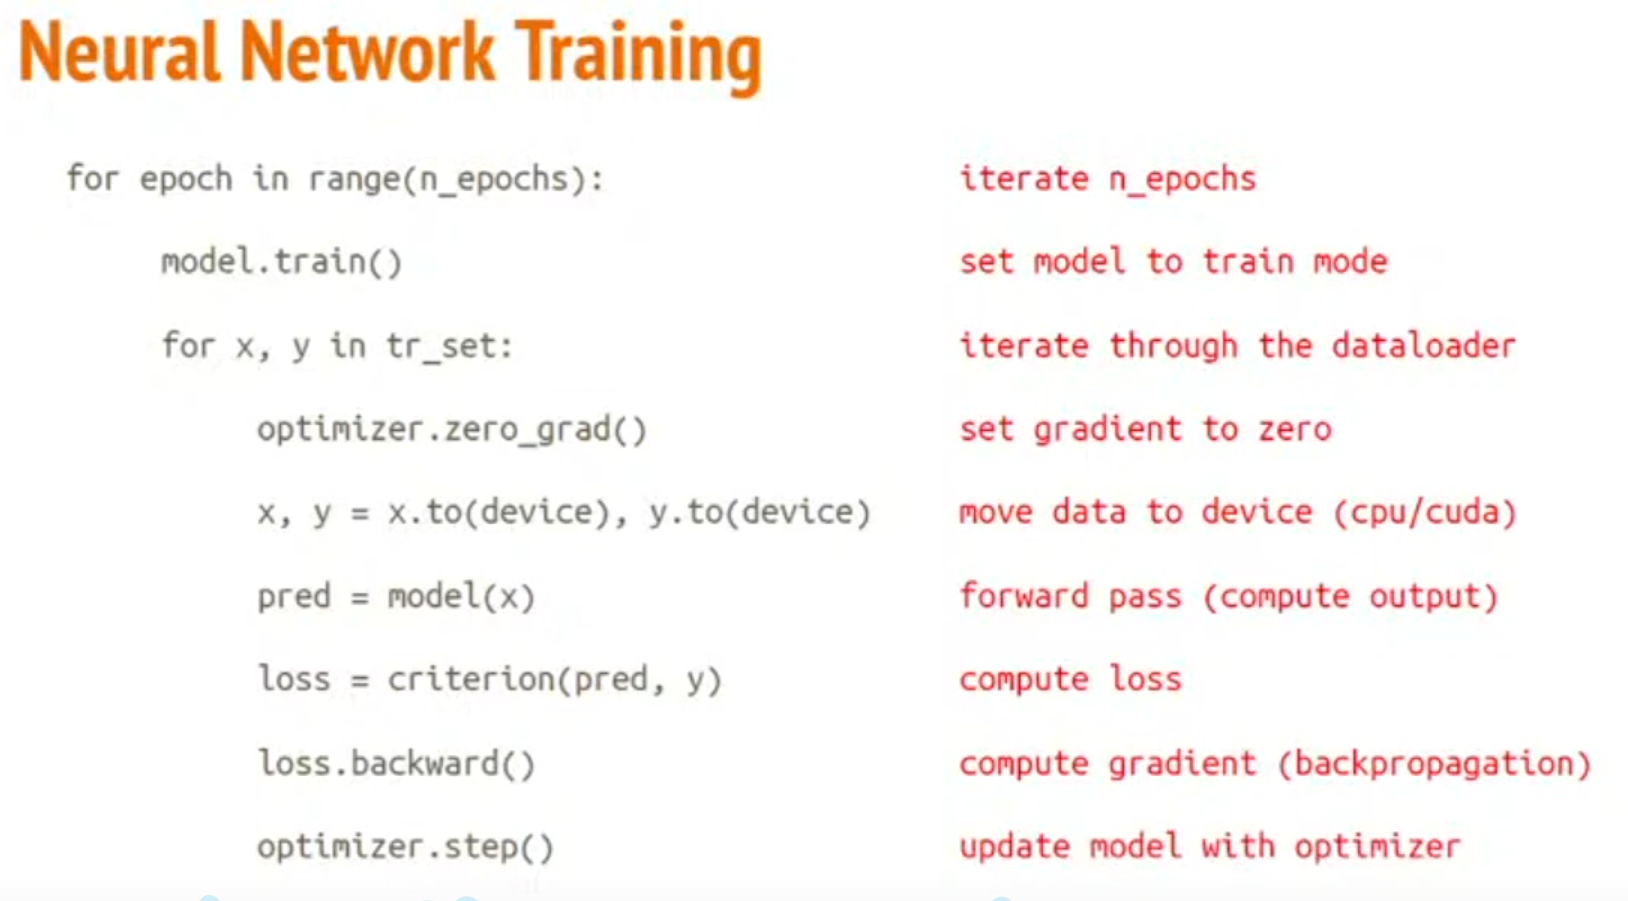 Neural Network Training
for epoch in range(n_epochs): iterate n_epochs
model.train() set model to train mode
for x, y in tr_set: iterate through the dataloader
optimizer.zero_grad() set gradient to zero
x, y = x.to(device), y.to(device) move data to device (cpu/cuda)
pred = model(x) forward pass (compute output)
loss = criterion(pred, y) compute loss
loss.backward() compute gradient (backpropagation)
optimizer.step() update model with optimizer